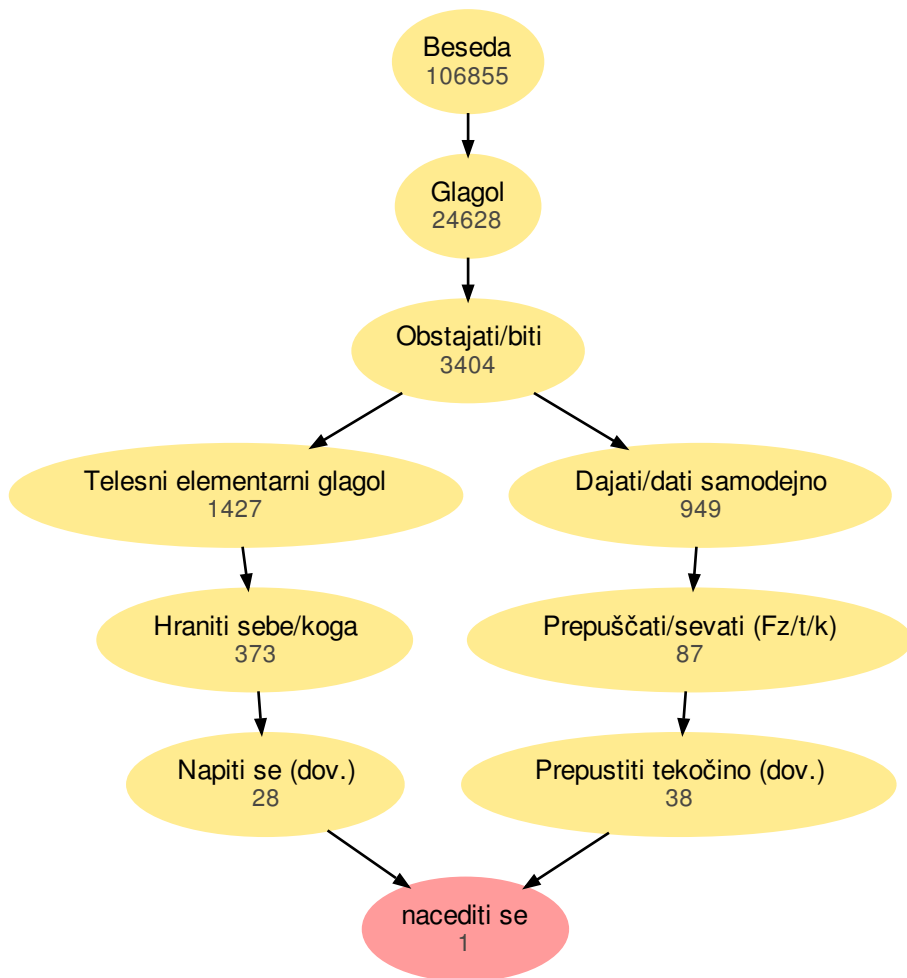 Beseda
106855
Glagol
24628
Obstajati/biti
3404
Telesni elementarni glagol
1427
Dajati/dati samodejno
949
Hraniti sebe/koga
373
Prepuščati/sevati (Fz/t/k)
87
Napiti se (dov.)
28
Prepustiti tekočino (dov.)
38
nacediti se
1